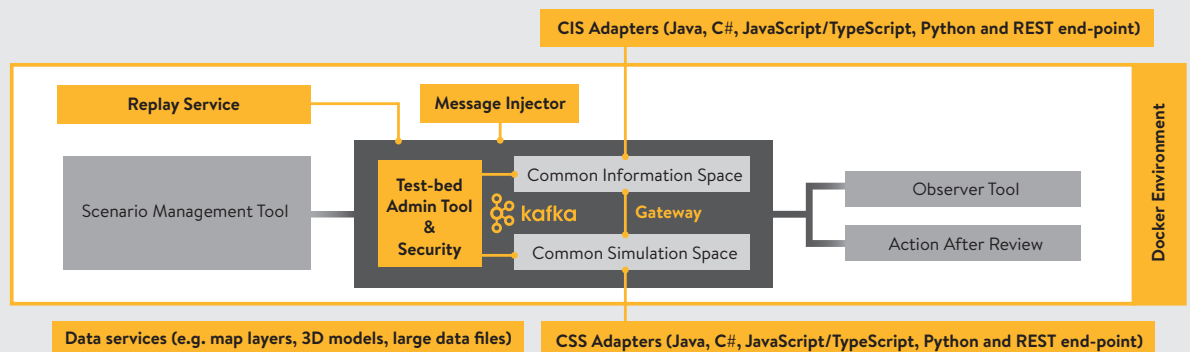 CIS Adapters (Java, C#, JavaScript/TypeScript, Python and REST end-point)
Replay Service
Message Injector
Scenario Management Tool
Test-bed
Admin Tool
&
Security
kafka
Common Information Space
Gateway
Common Simulation Space
Observer Tool
Action After Review
Docker Environment
Data services (e.g. map layers, 3D models, large data files)
CSS Adapters (Java, C#, JavaScript/TypeScript, Python and REST end-point)